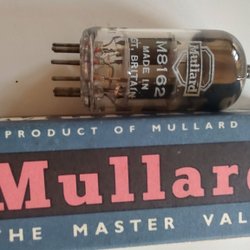 Mullard
M8162
MADE IN
GT. BRITAIN
PRODUCT OF MULLARD
Mullard
THE MASTER VAL